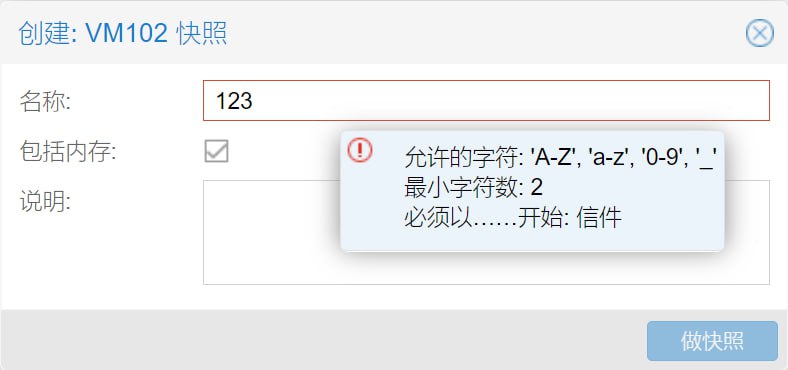 创建: VM102 快照
名称:
123
包括内存:
允许的字符: 'A-Z', 'a-z', '0-9', '_'
最小字符数: 2
必须以……开始: 信件
说明:
做快照